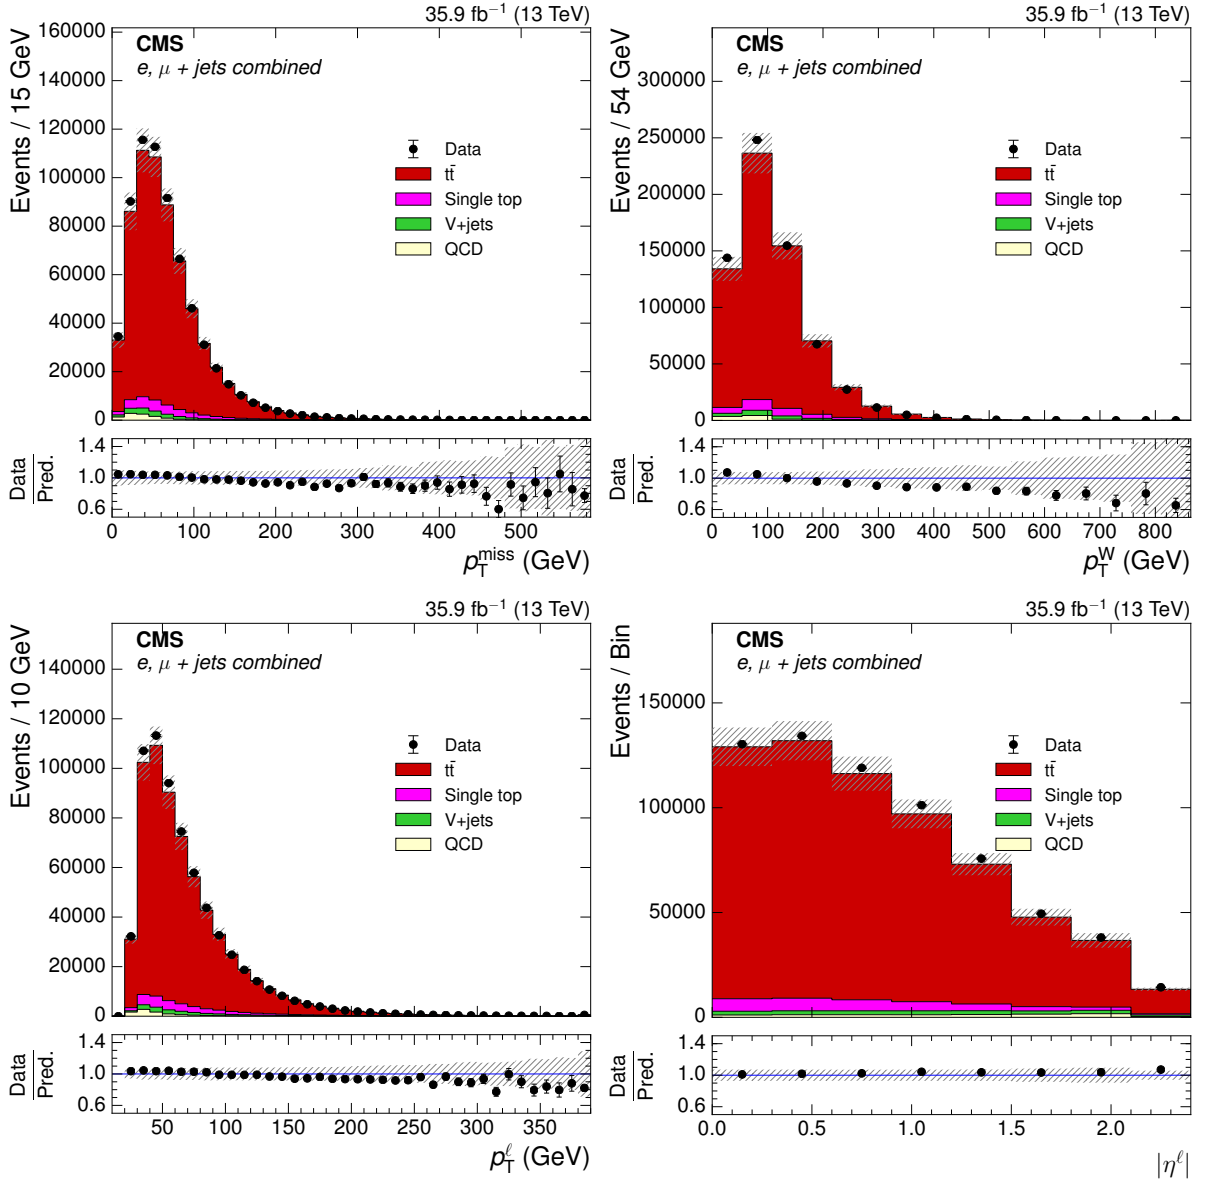 35.9 fb⁻¹ (13 TeV)
CMS
e, μ + jets combined
Events / 15 GeV
160000
140000
120000
100000
80000
60000
40000
20000
0
Data
tt̄
Single top
V+jets
QCD
Data
Pred.
1.4
1.0
0.6
0 100 200 300 400 500
p_T^miss (GeV)
35.9 fb⁻¹ (13 TeV)
CMS
e, μ + jets combined
Events / 54 GeV
300000
250000
200000
150000
100000
50000
0
Data
tt̄
Single top
V+jets
QCD
Data
Pred.
1.4
1.0
0.6
0 100 200 300 400 500 600 700 800
p_T^W (GeV)
35.9 fb⁻¹ (13 TeV)
CMS
e, μ + jets combined
Events / 10 GeV
140000
120000
100000
80000
60000
40000
20000
0
Data
tt̄
Single top
V+jets
QCD
Data
Pred.
1.4
1.0
0.6
50 100 150 200 250 300 350
p_T^ℓ (GeV)
35.9 fb⁻¹ (13 TeV)
CMS
e, μ + jets combined
Events / Bin
150000
100000
50000
0
Data
tt̄
Single top
V+jets
QCD
Data
Pred.
1.4
1.0
0.6
0.0 0.5 1.0 1.5 2.0
|η^ℓ|